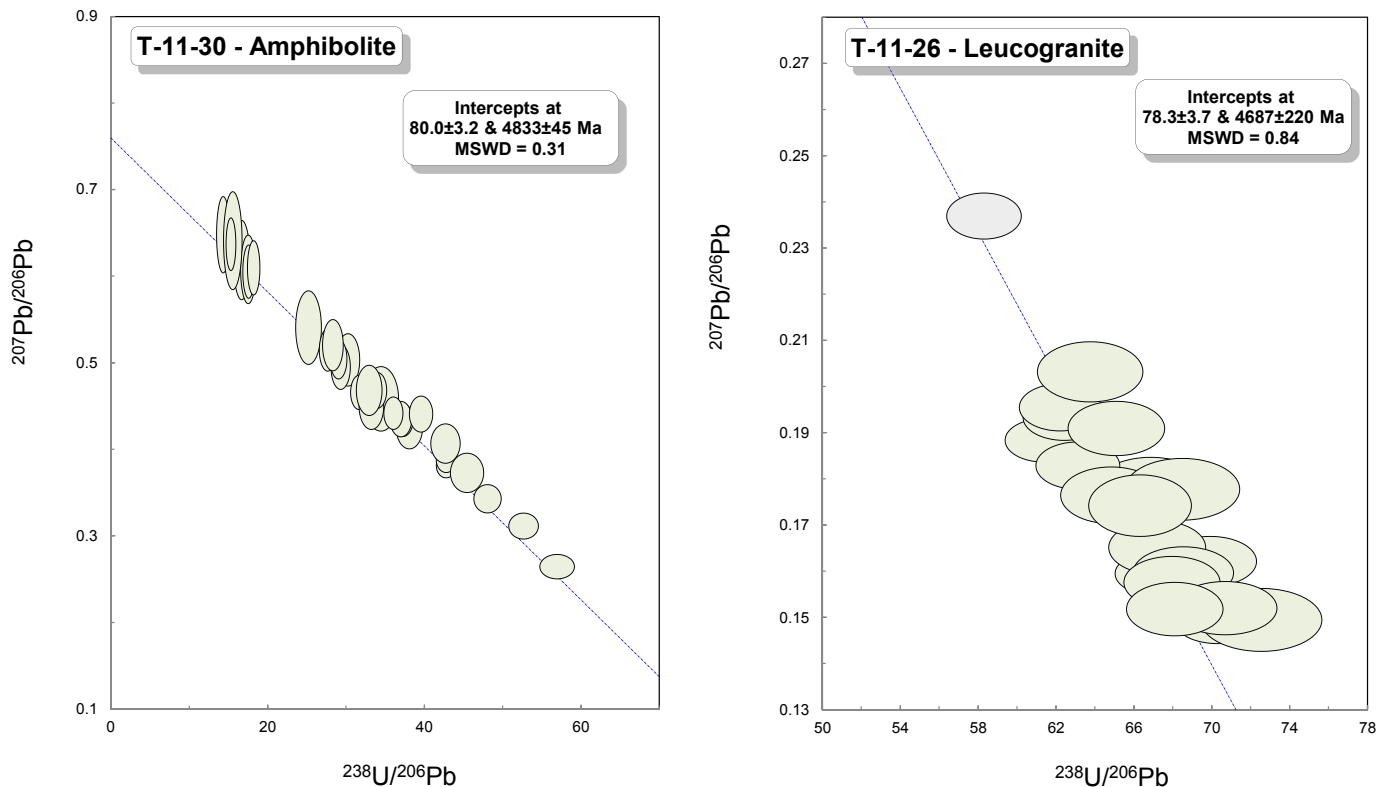 T-11-30 - Amphibolite
Intercepts at
80.0±3.2 & 4833±45 Ma
MSWD = 0.31
0.9
0.7
0.5
0.3
0.1
0 20 40 60
²⁰⁷Pb/²⁰⁶Pb
²³⁸U/²⁰⁶Pb
T-11-26 - Leucogranite
Intercepts at
78.3±3.7 & 4687±220 Ma
MSWD = 0.84
0.27
0.25
0.23
0.21
0.19
0.17
0.15
0.13
50 54 58 62 66 70 74 78
²⁰⁷Pb/²⁰⁶Pb
²³⁸U/²⁰⁶Pb